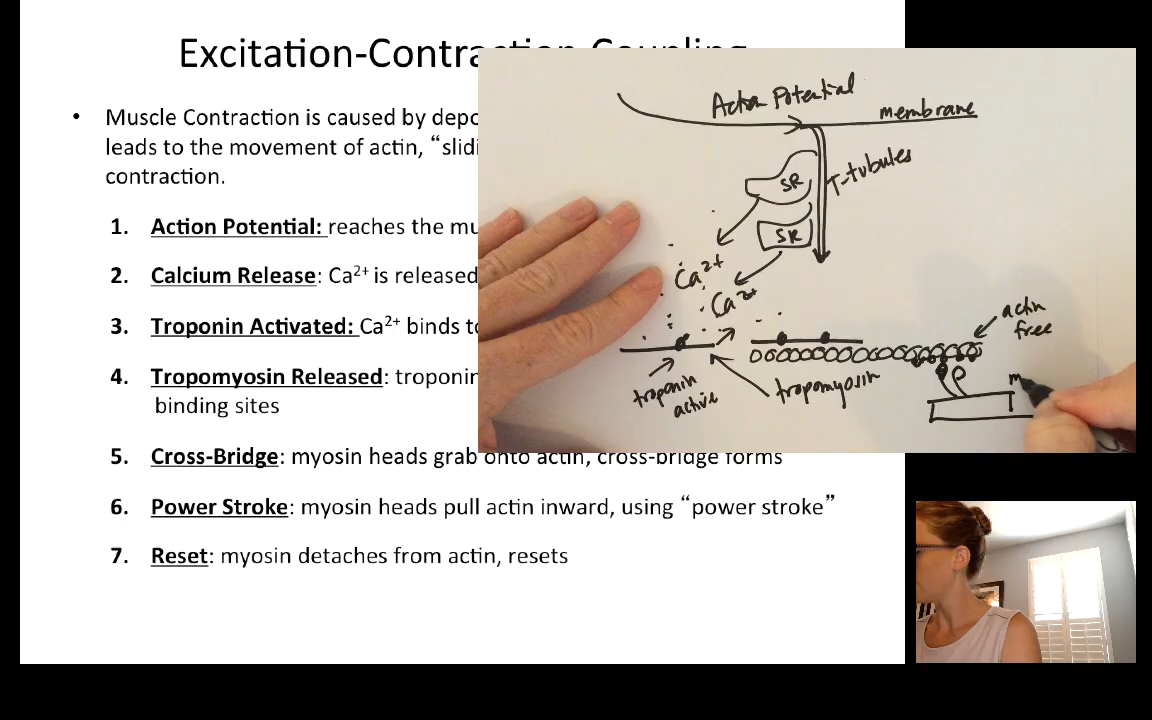 Excitation-Contraction Coupling
• Muscle Contraction is caused by depo
leads to the movement of actin, “slidi
contraction.
1. Action Potential: reaches the mu
2. Calcium Release: Ca2+ is released
3. Troponin Activated: Ca2+ binds to
4. Tropomyosin Released: troponin
binding sites
5. Cross-Bridge: myosin heads grab onto actin, cross-bridge forms
6. Power Stroke: myosin heads pull actin inward, using “power stroke”
7. Reset: myosin detaches from actin, resets
Action Potential
membrane
T-tubules
SR
SR
Ca2+
Ca2+
actin
free
troponin
active
tropomyosin
m